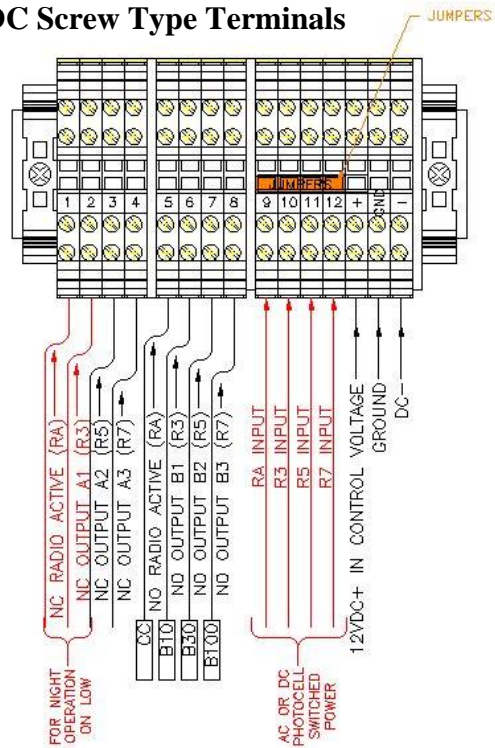 DC Screw Type Terminals
JUMPERS
JUMPERS
1 2 3 4 5 6 7 8 9 10 11 12 + GND -
NC RADIO ACTIVE (RA)
NC OUTPUT A1 (R3)
NC OUTPUT A2 (R5)
NC OUTPUT A3 (R7)
NO RADIO ACTIVE (RA)
NO OUTPUT B1 (R3)
NO OUTPUT B2 (R5)
NO OUTPUT B3 (R7)
RA INPUT
R3 INPUT
R5 INPUT
R7 INPUT
12VDC+ IN CONTROL VOLTAGE
GROUND
DC-
CC
B10
B30
B100
FOR NIGHT
OPERATION
ON LOW
AC OR DC
PHOTOCELL
SWITCHED
POWER